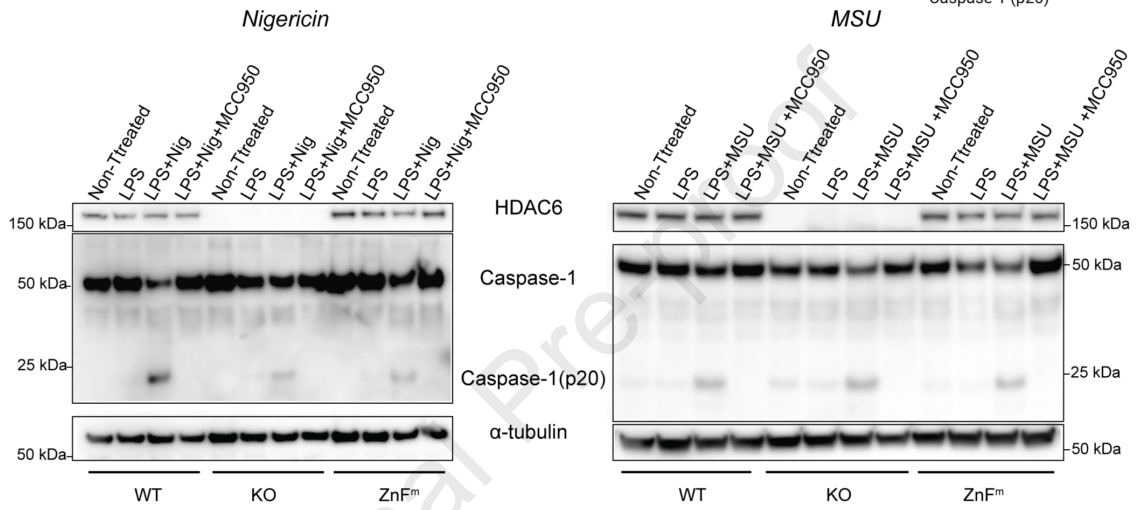 Caspase-1 (p20)
Nigericin
MSU
Non-Ttreated
LPS
LPS+Nig
LPS+Nig+MCC950
Non-Ttreated
LPS
LPS+Nig
LPS+Nig+MCC950
Non-Ttreated
LPS
LPS+Nig
LPS+Nig+MCC950
Non-Ttreated
LPS
LPS+MSU
LPS+MSU +MCC950
Non-Ttreated
LPS
LPS+MSU
LPS+MSU +MCC950
Non-Ttreated
LPS
LPS+MSU
LPS+MSU +MCC950
150 kDa
HDAC6
150 kDa
50 kDa
Caspase-1
50 kDa
25 kDa
Caspase-1(p20)
25 kDa
50 kDa
α-tubulin
50 kDa
WT
KO
ZnFᵐ
WT
KO
ZnFᵐ
al Pre-proof